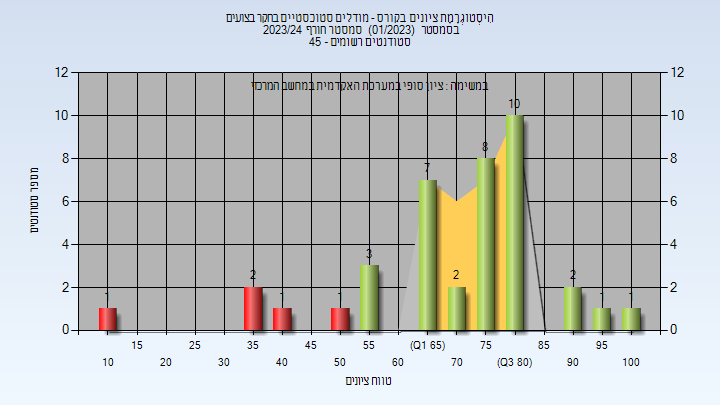 היסטוגרמת ציונים בקורס - מודלים סטוכסטיים בחקר בצועים
בסמסטר (01/2023) סמסטר חורף 2023/24
סטודנטים רשומים - 45
במשימה : ציון סופי במערכת האקדמית במחשב המרכזי
12 12
10 10
8 8
6 6
4 4
2 2
0 0
מספר סטודנטים
1 2 1 1 3 7 2 8 10 2 1 1
15 25 35 45 55 (Q1 65) 75 85 95
10 20 30 40 50 60 70 (Q3 80) 90 100
טווח ציונים